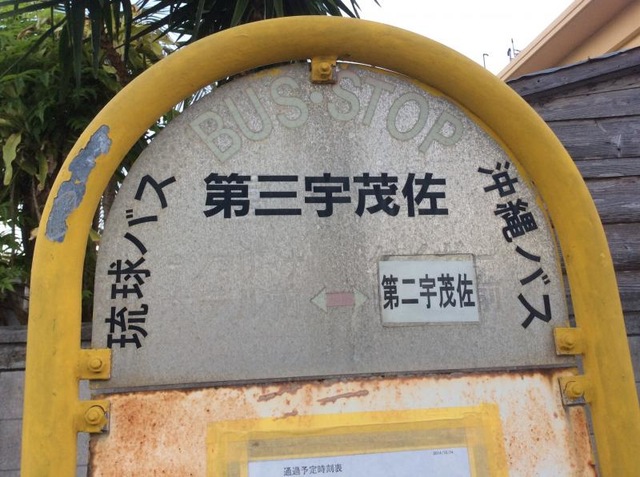 BUS・STOP
琉球バス
第三宇茂佐
沖縄バス
第二宇茂佐
通過予定時刻表